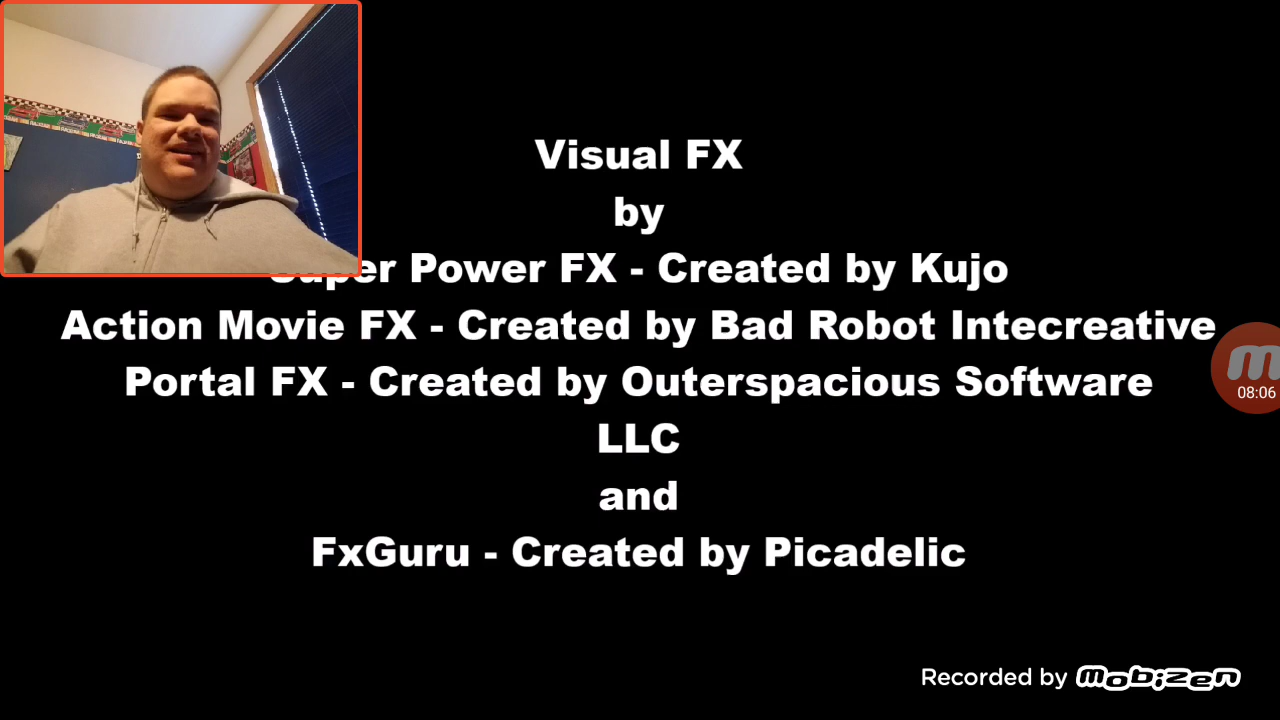 Visual FX
by
Super Power FX - Created by Kujo
Action Movie FX - Created by Bad Robot Intecreative
Portal FX - Created by Outerspacious Software
LLC
and
FxGuru - Created by Picadelic
08:06
Recorded by mobizen